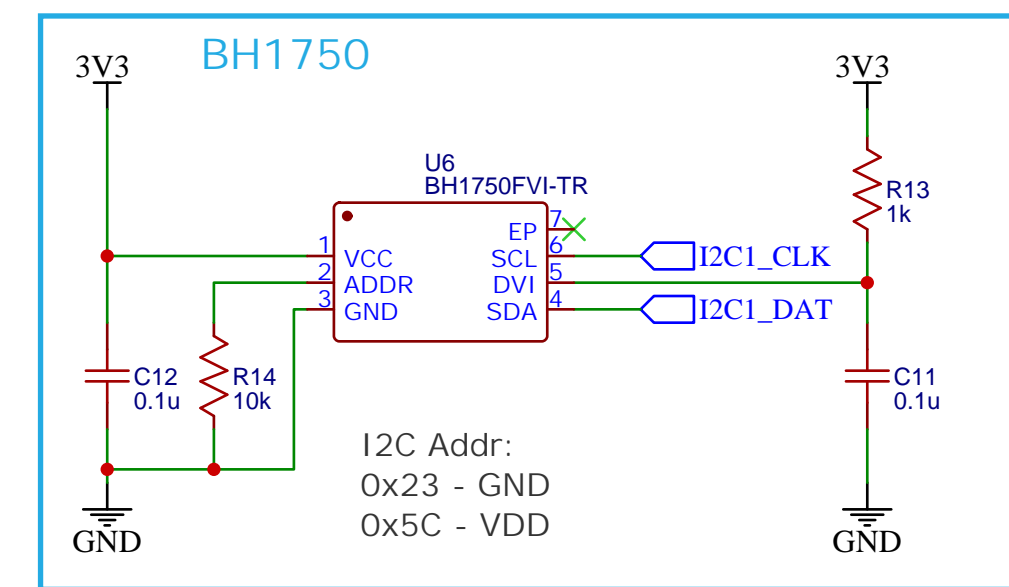 BH1750
3V3
3V3
U6
BH1750FVI-TR
R13
1k
1
VCC
2
ADDR
3
GND
EP
7
SCL
6
DVI
5
SDA
4
I2C1_CLK
I2C1_DAT
C12
0.1u
R14
10k
C11
0.1u
I2C Addr:
0x23 - GND
0x5C - VDD
GND
GND